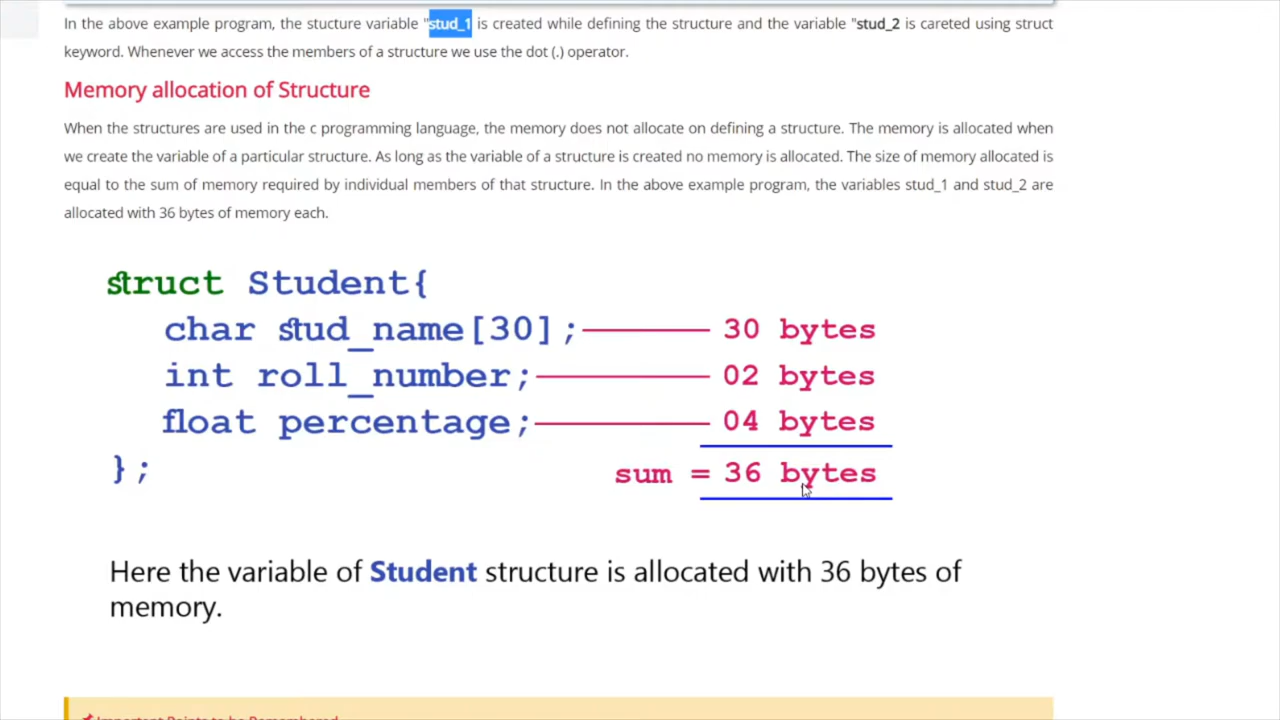 In the above example program, the stucture variable "stud_1 is created while defining the structure and the variable "stud_2 is careted using struct
keyword. Whenever we access the members of a structure we use the dot (.) operator.
Memory allocation of Structure
When the structures are used in the c programming language, the memory does not allocate on defining a structure. The memory is allocated when
we create the variable of a particular structure. As long as the variable of a structure is created no memory is allocated. The size of memory allocated is
equal to the sum of memory required by individual members of that structure. In the above example program, the variables stud_1 and stud_2 are
allocated with 36 bytes of memory each.
struct Student{
char stud_name[30]; 30 bytes
int roll_number; 02 bytes
float percentage; 04 bytes
}; sum = 36 bytes
Here the variable of Student structure is allocated with 36 bytes of
memory.
Important Points to be Remembered